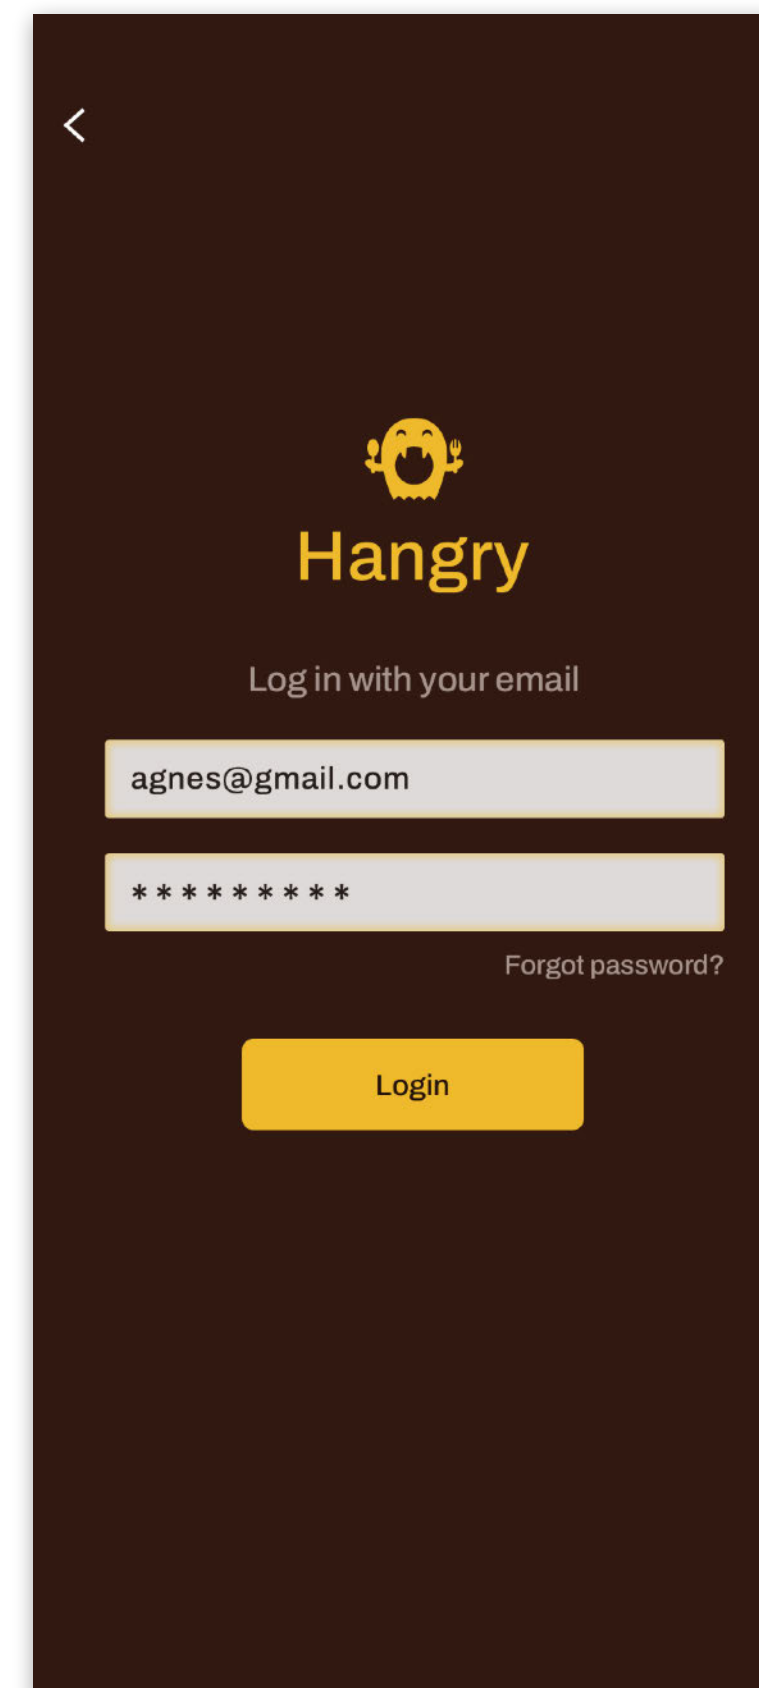 Hangry
Log in with your email
agnes@gmail.com
* * * * * * * * *
Forgot password?
Login